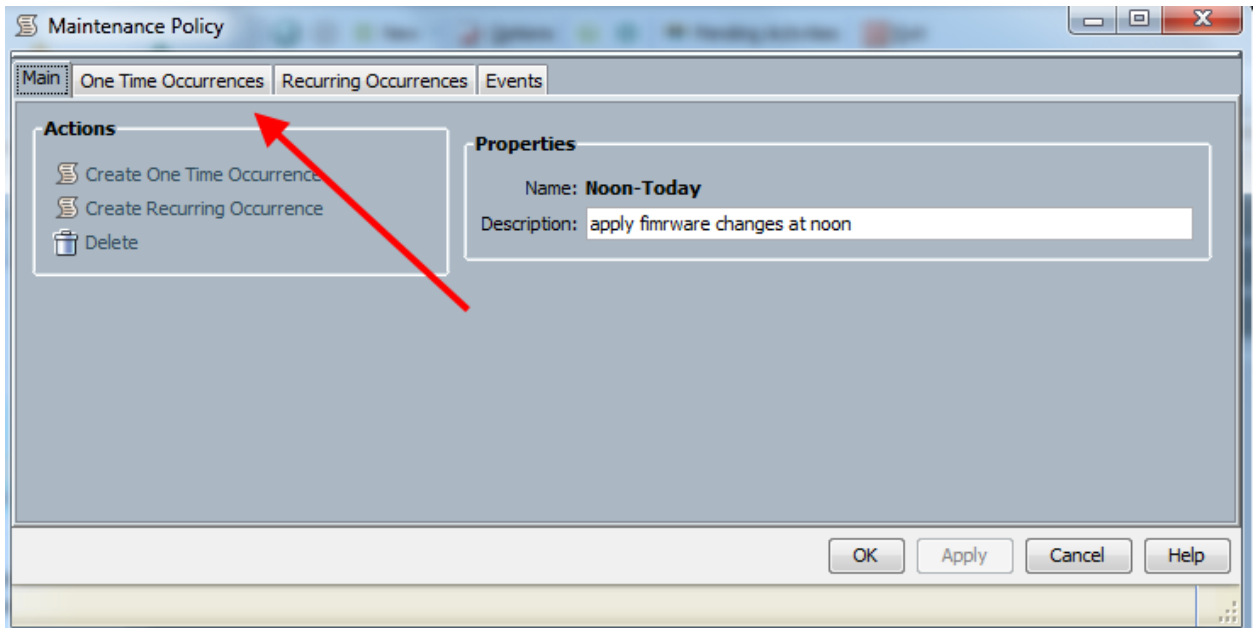 Maintenance Policy
Main One Time Occurrences Recurring Occurrences Events
Actions
Create One Time Occurrence
Create Recurring Occurrence
Delete
Properties
Name: Noon-Today
Description: apply fimrware changes at noon
OK Apply Cancel Help